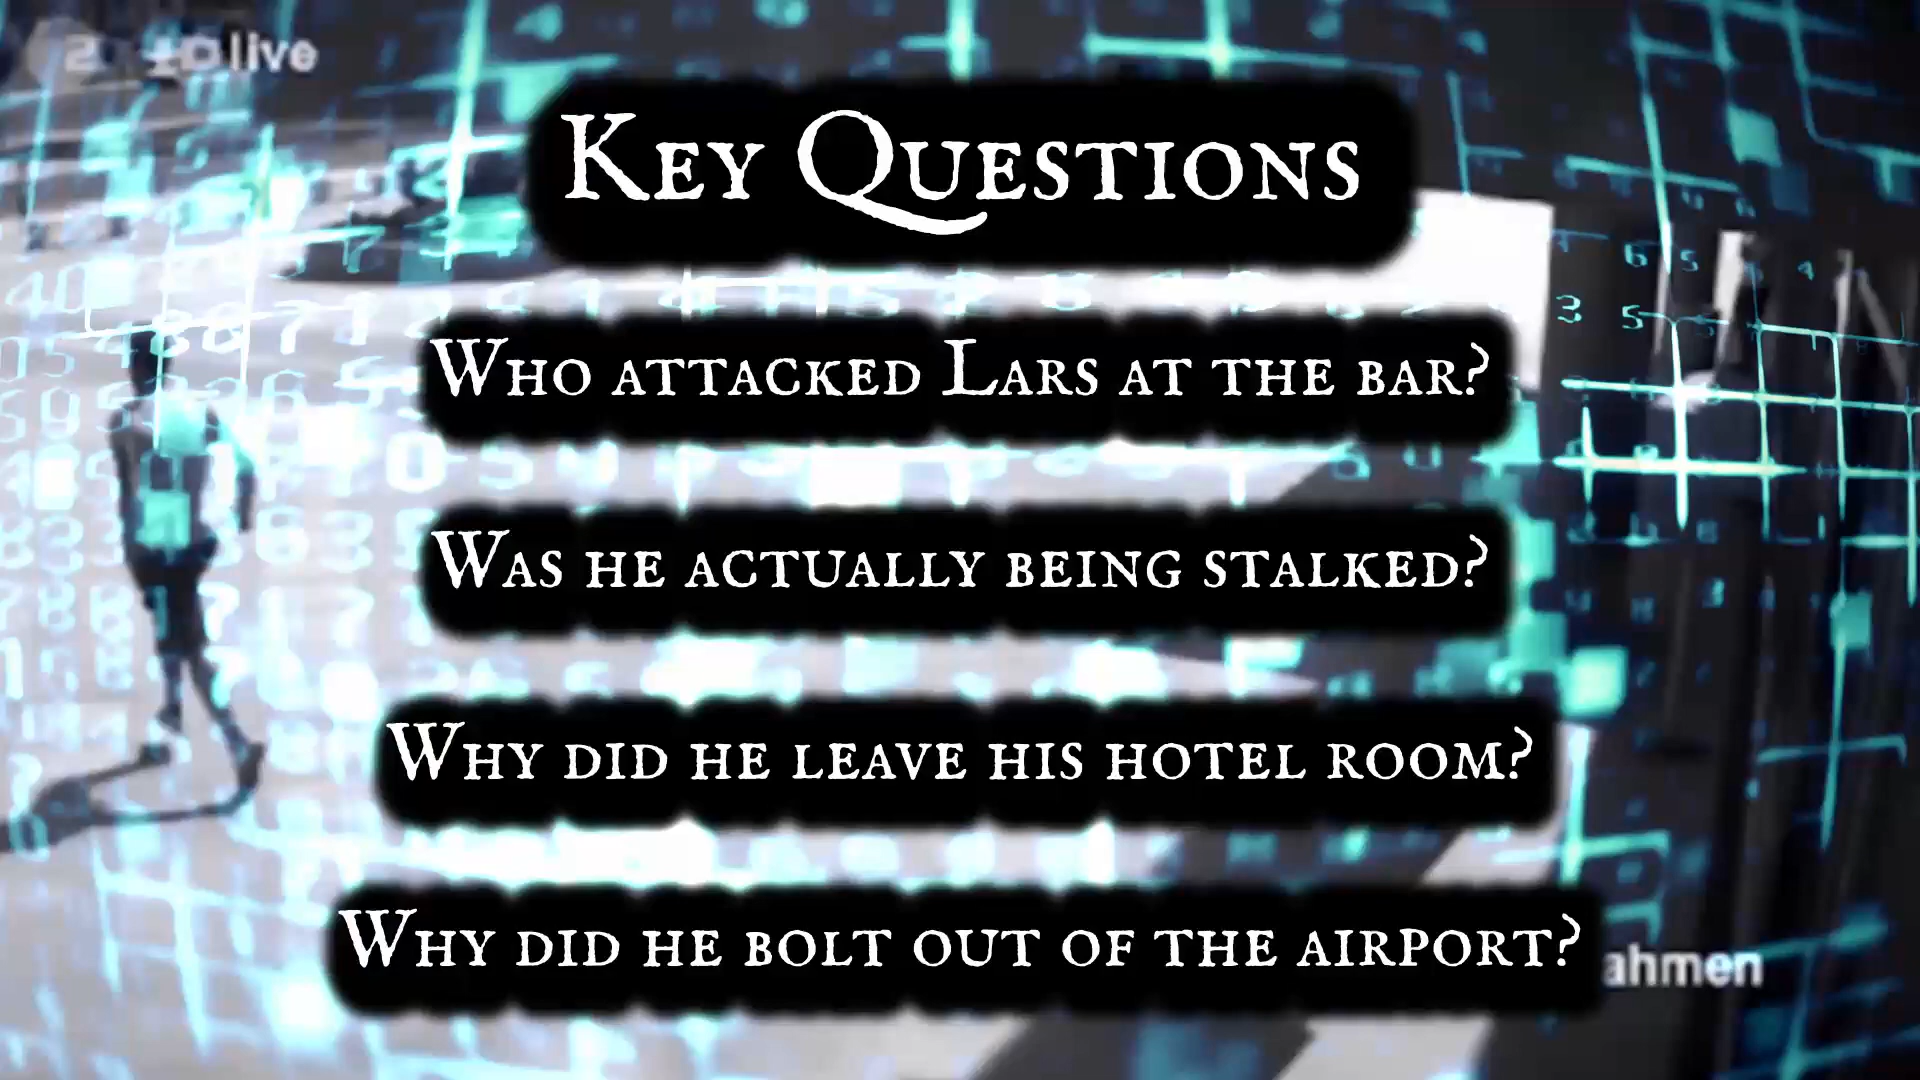 live
Key Questions
Who attacked Lars at the bar?
Was he actually being stalked?
Why did he leave his hotel room?
Why did he bolt out of the airport?
ahmen